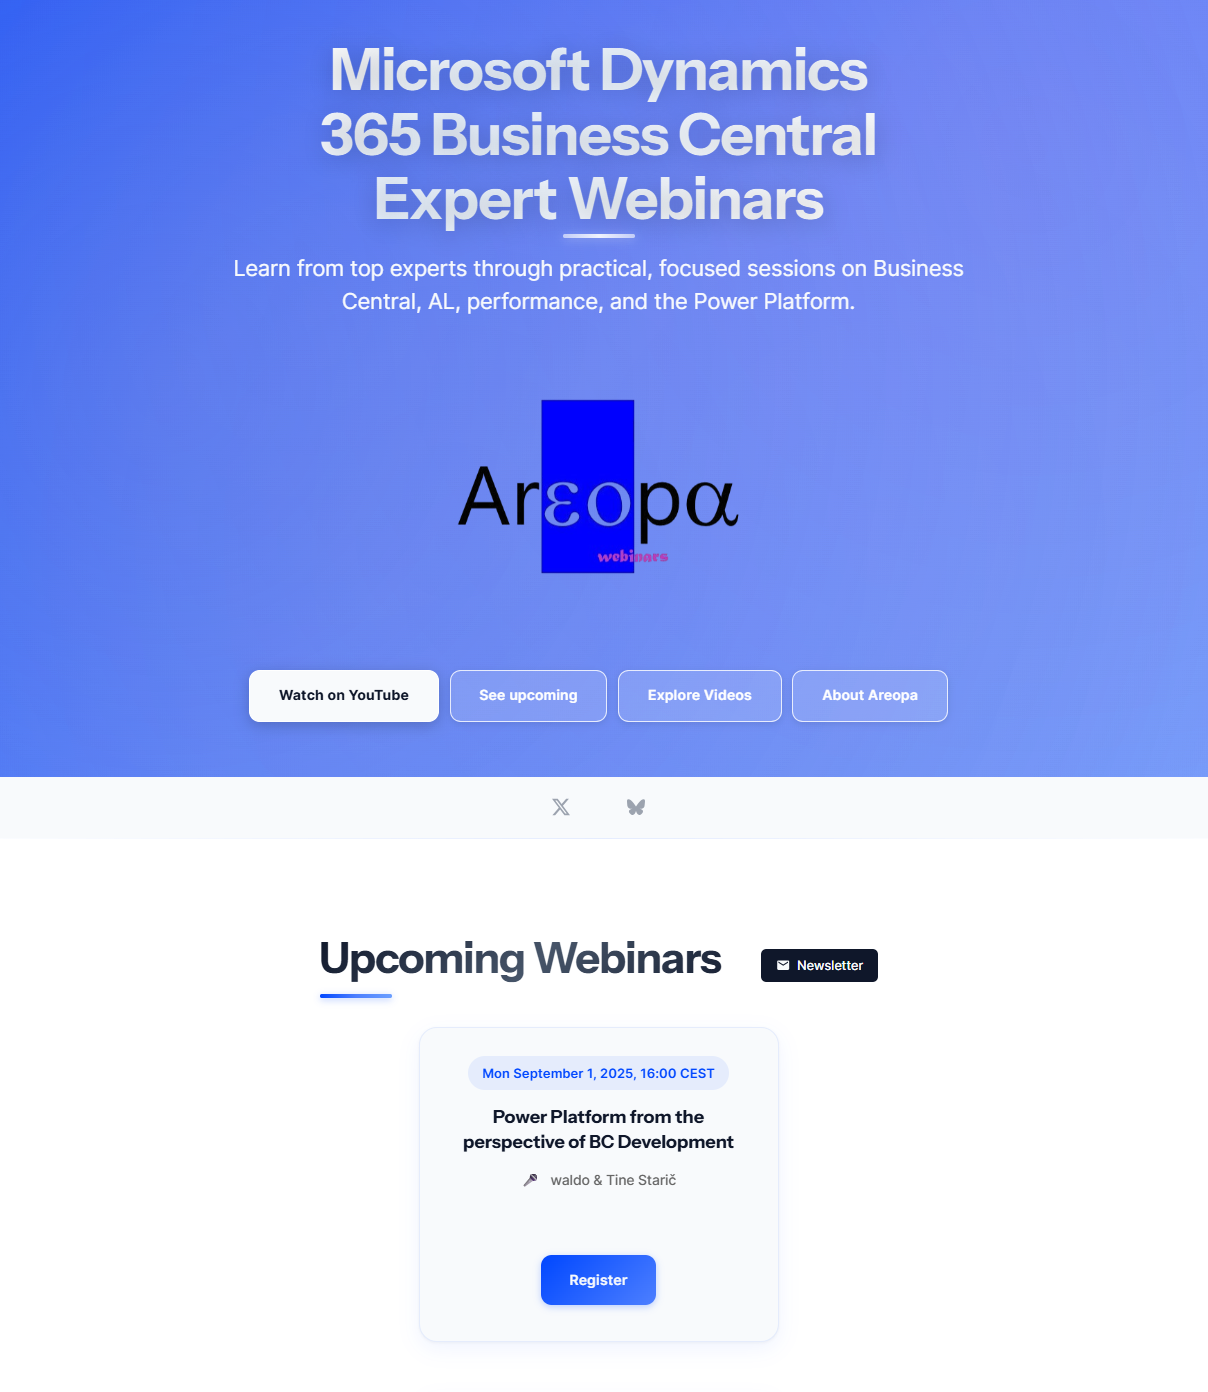 Microsoft Dynamics
365 Business Central
Expert Webinars
Learn from top experts through practical, focused sessions on Business
Central, AL, performance, and the Power Platform.
Arεopα
webinars
Watch on YouTube
See upcoming
Explore Videos
About Areopa
Upcoming Webinars
Newsletter
Mon September 1, 2025, 16:00 CEST
Power Platform from the
perspective of BC Development
waldo & Tine Starič
Register